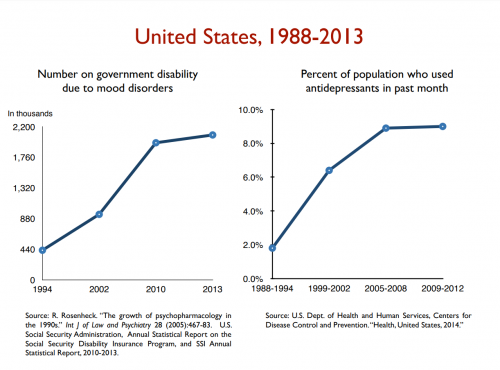 United States, 1988-2013
Number on government disability
due to mood disorders
In thousands
2,200
1,760
1,320
880
440
0
1994
2002
2010
2013
Source: R. Rosenheck. "The growth of psychopharmacology in
the 1990s." Int J of Law and Psychiatry 28 (2005):467-83. U.S.
Social Security Administration, Annual Statistical Report on the
Social Security Disability Insurance Program, and SSI Annual
Statistical Report, 2010-2013.
Percent of population who used
antidepressants in past month
10.0%
8.0%
6.0%
4.0%
2.0%
0.0%
1988-1994
1999-2002
2005-2008
2009-2012
Source: U.S. Dept. of Health and Human Services, Centers for
Disease Control and Prevention. "Health, United States, 2014."